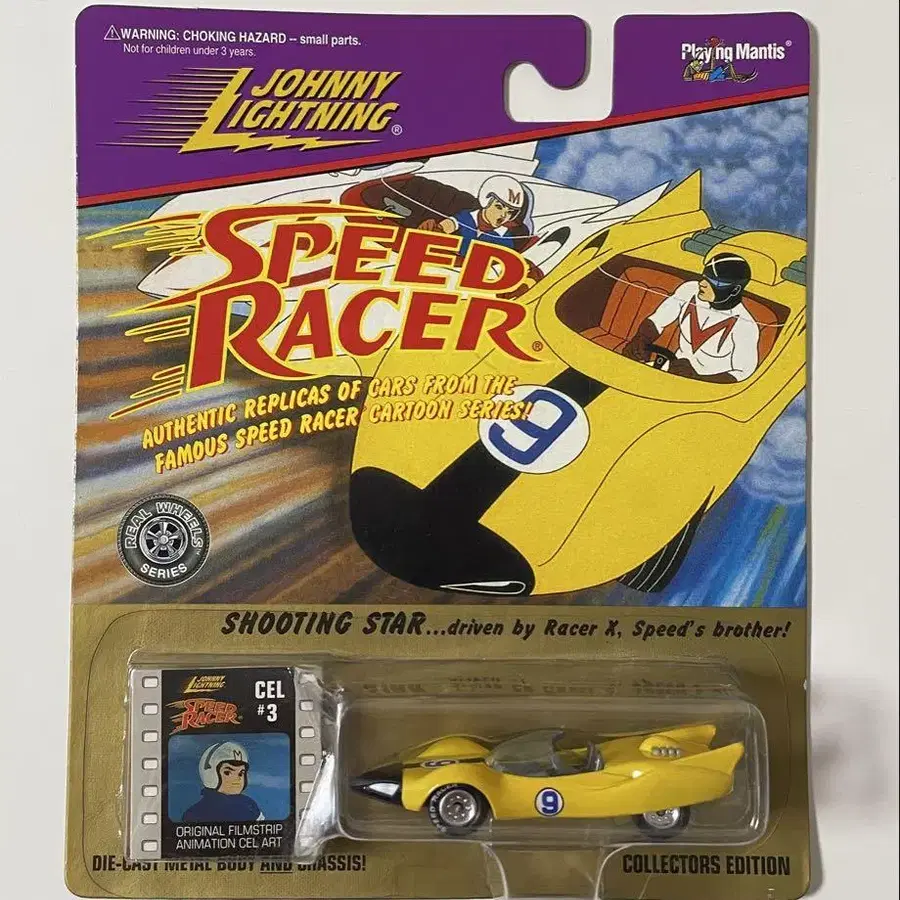 ⚠WARNING: CHOKING HAZARD – small parts.
Not for children under 3 years.
Playing Mantis®
JOHNNY
LIGHTNING®
M
SPEED
RACER®
M
AUTHENTIC REPLICAS OF CARS FROM THE
FAMOUS SPEED RACER CARTOON SERIES!
9
REAL WHEELS™
SERIES
SHOOTING STAR...driven by Racer X, Speed's brother!
JOHNNY
LIGHTNING
CEL
#3
SPEED
RACER
M
9
ORIGINAL FILMSTRIP
ANIMATION CEL ART
DIE-CAST METAL BODY AND CHASSIS!
COLLECTORS EDITION